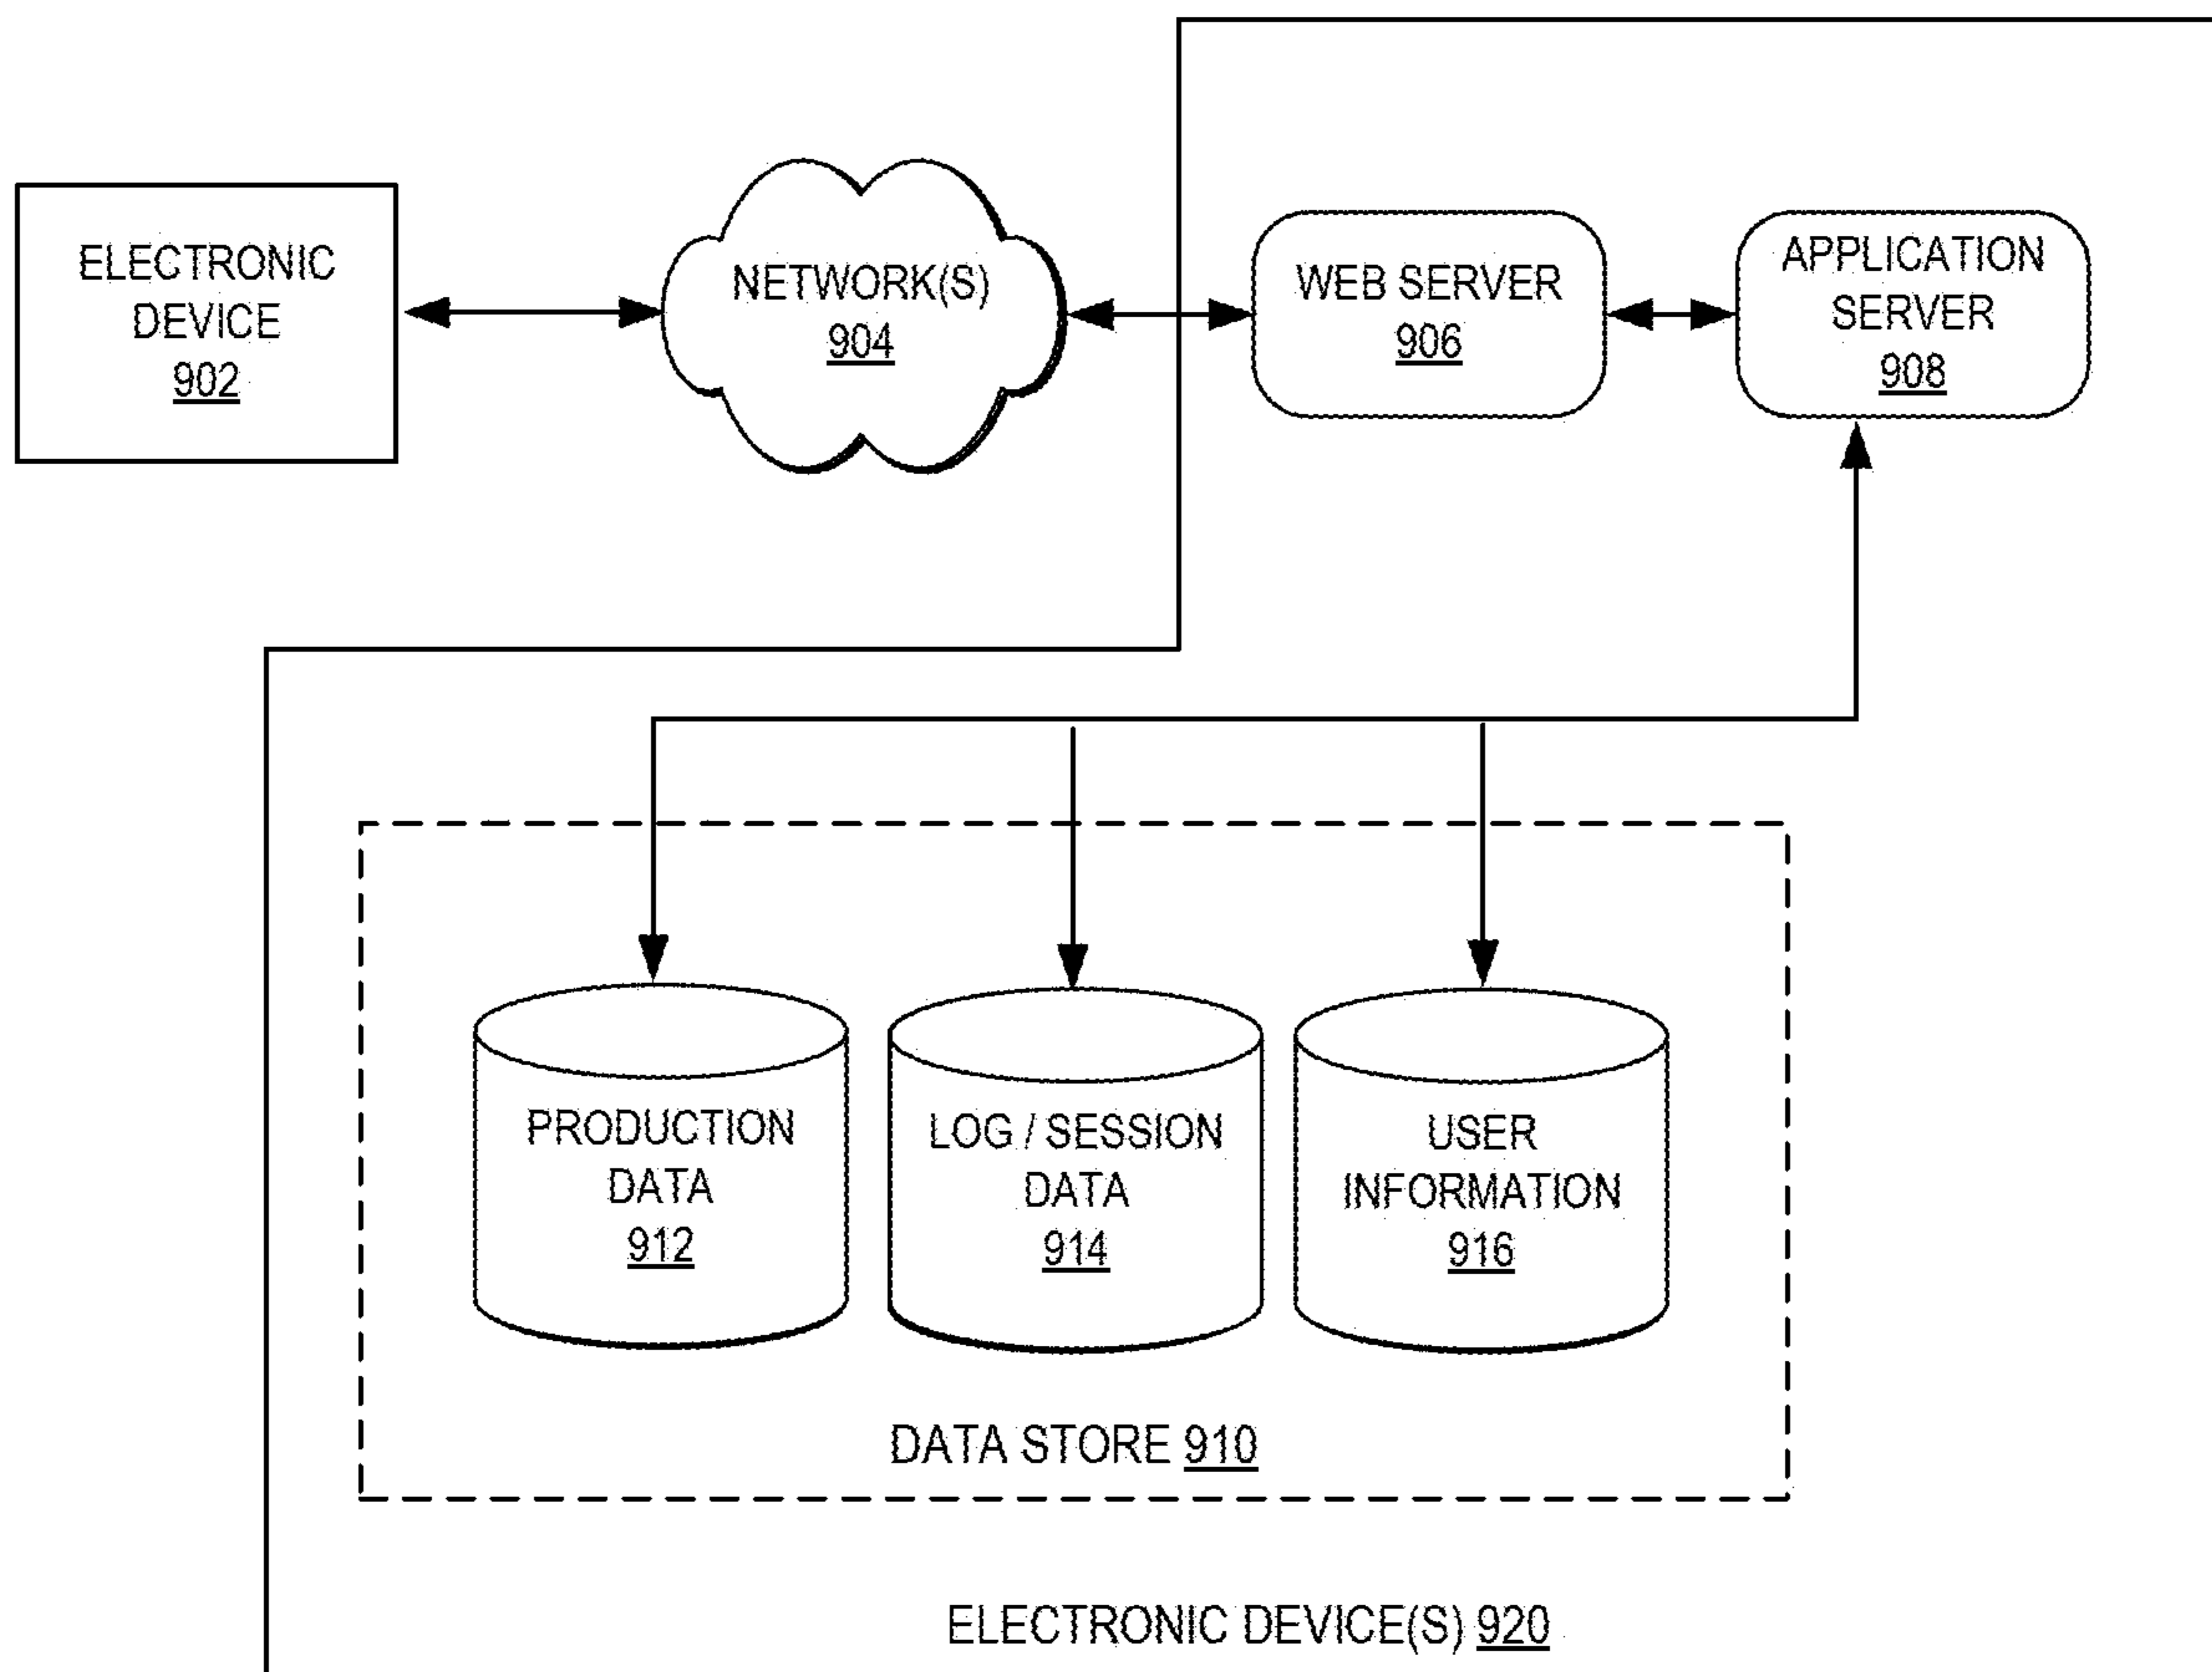 ELECTRONIC
DEVICE
902
NETWORK(S)
904
WEB SERVER
906
APPLICATION
SERVER
908
PRODUCTION
DATA
912
LOG / SESSION
DATA
914
USER
INFORMATION
916
DATA STORE 910
ELECTRONIC DEVICE(S) 920